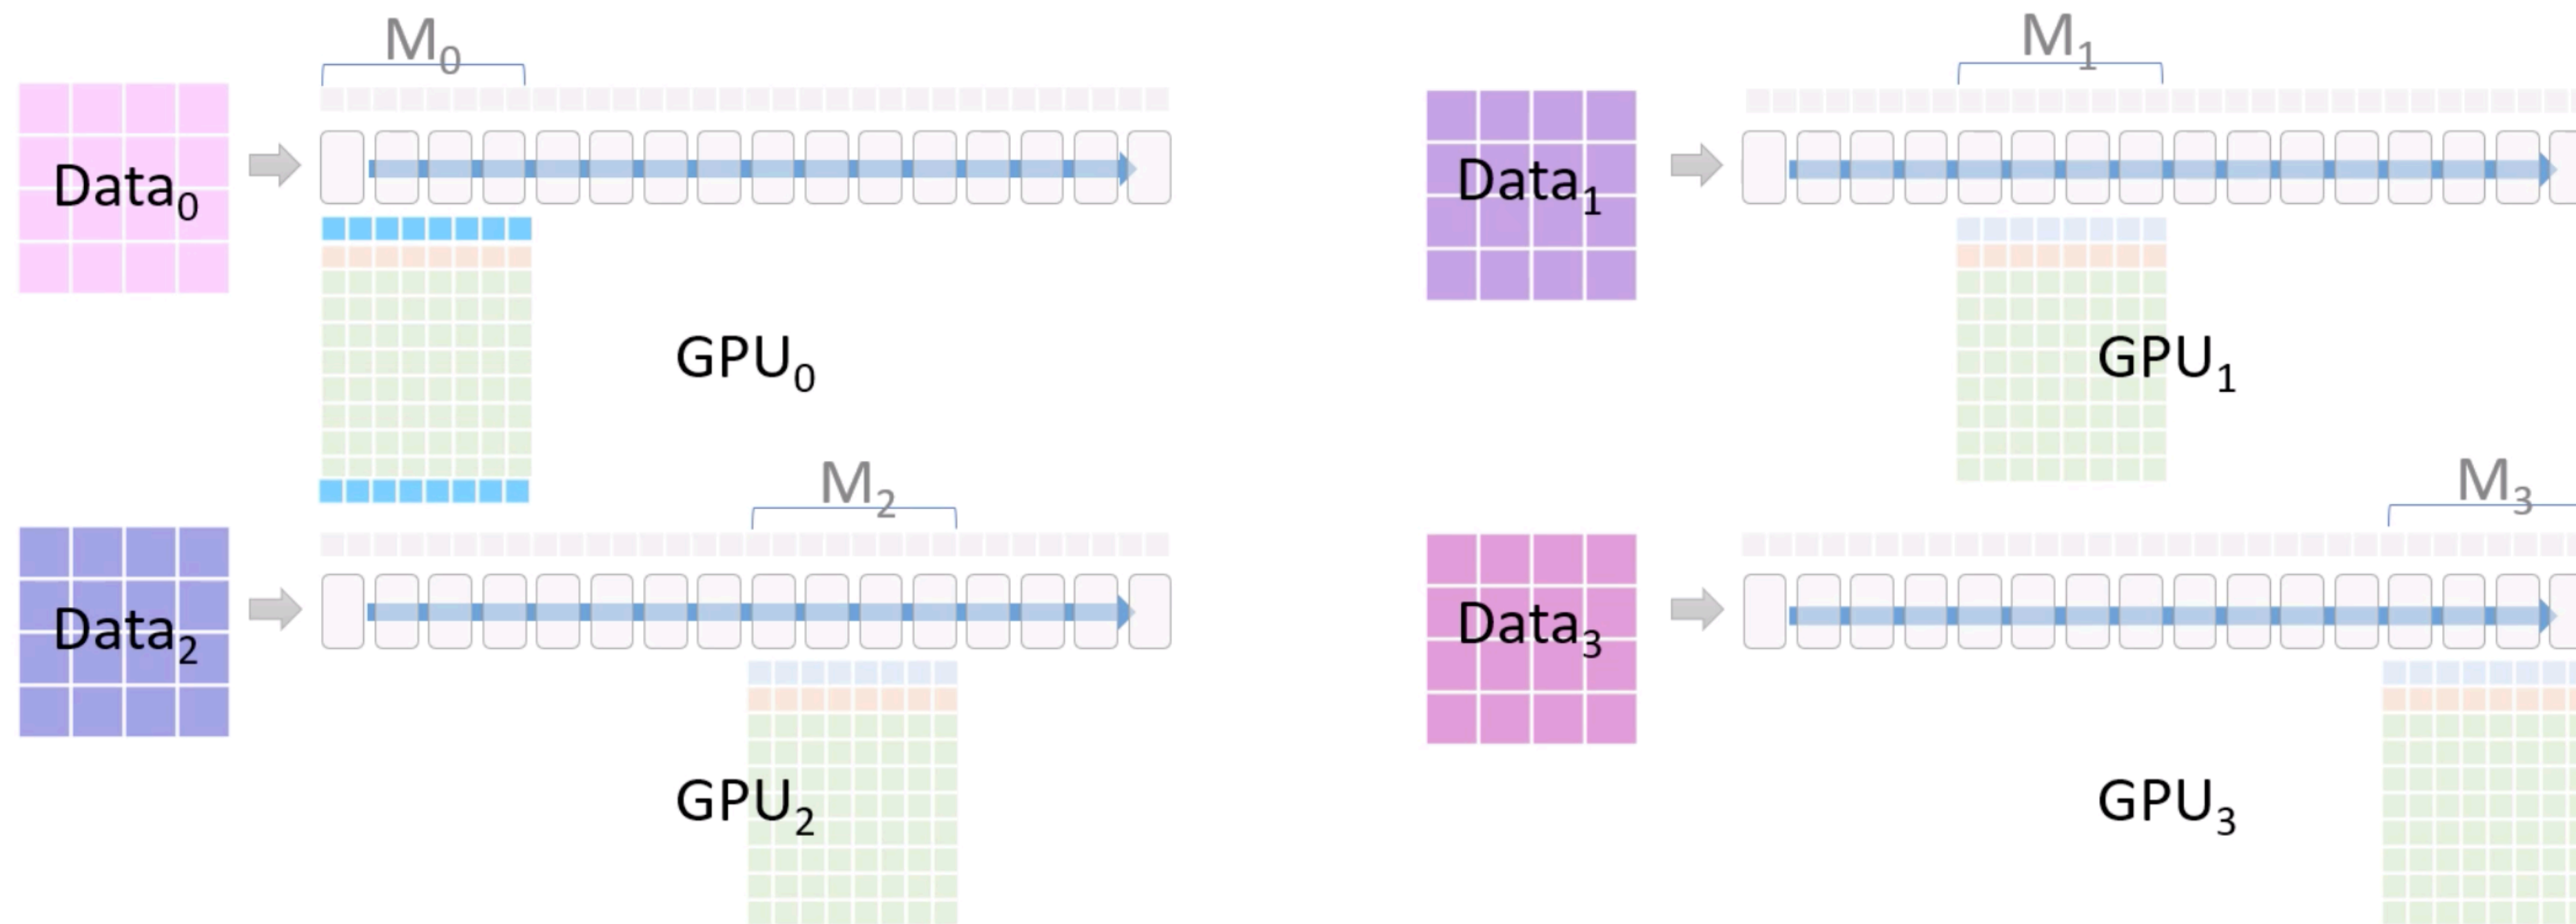 M₀
Data₀
GPU₀
M₁
Data₁
GPU₁
M₂
Data₂
GPU₂
M₃
Data₃
GPU₃